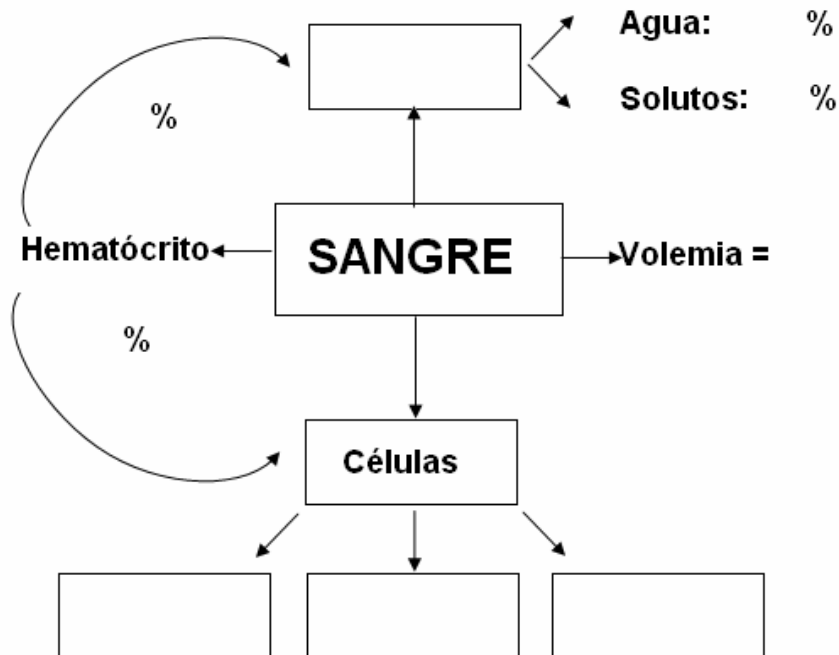 Agua: %
Solutos: %
%
Hematócrito
SANGRE
Volemia =
%
Células